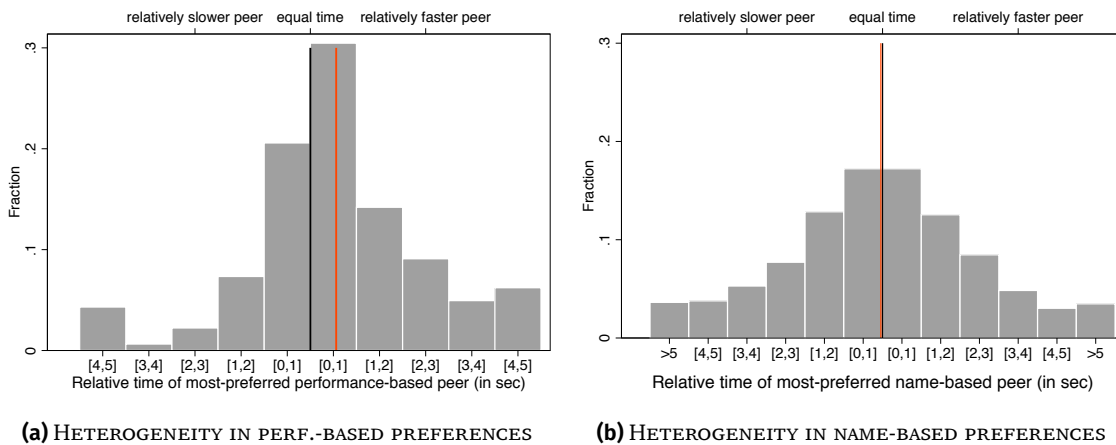 relatively slower peer equal time relatively faster peer
Fraction
0 .1 .2 .3
[4,5] [3,4] [2,3] [1,2] [0,1] [0,1] [1,2] [2,3] [3,4] [4,5]
Relative time of most-preferred performance-based peer (in sec)
(a) HETEROGENEITY IN PERF.-BASED PREFERENCES
relatively slower peer equal time relatively faster peer
Fraction
0 .1 .2 .3
>5 [4,5] [3,4] [2,3] [1,2] [0,1] [0,1] [1,2] [2,3] [3,4] [4,5] >5
Relative time of most-preferred name-based peer (in sec)
(b) HETEROGENEITY IN NAME-BASED PREFERENCES